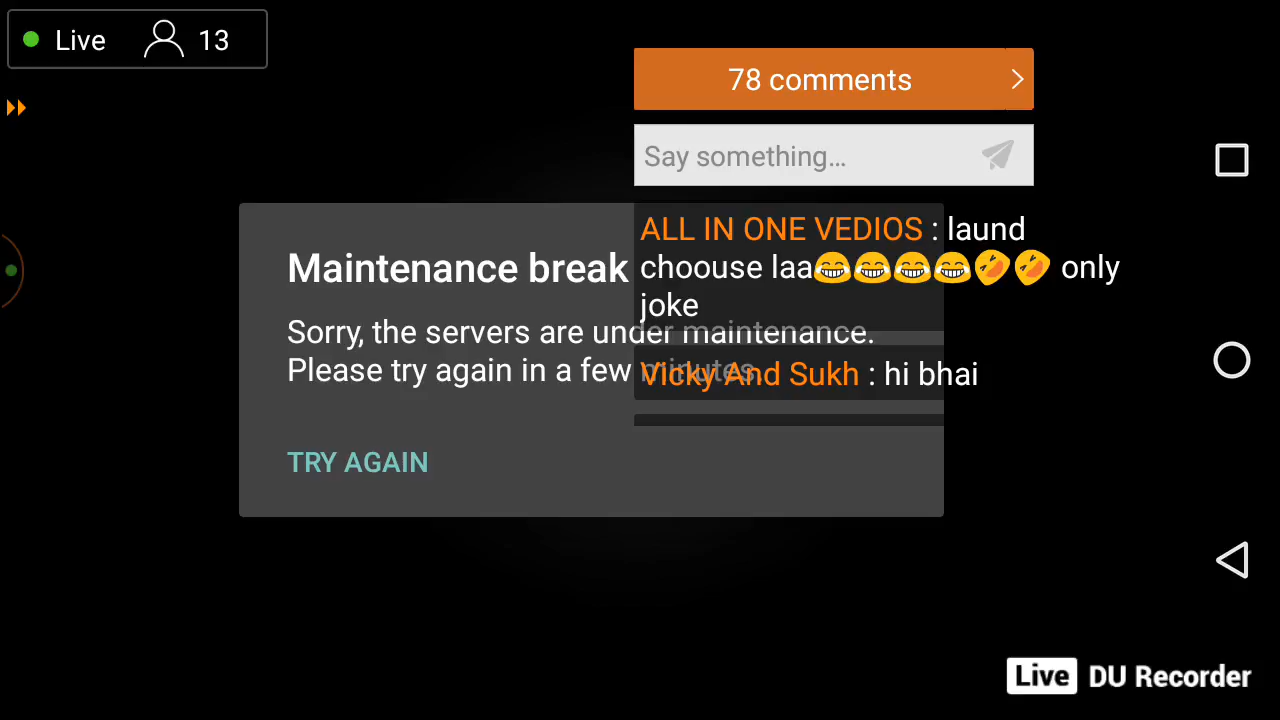 Live 13
78 comments
Say something...
ALL IN ONE VEDIOS : laund
choouse laa😂😂😂😂🤣🤣 only
joke
Vicky And Sukh : hi bhai
Maintenance break
Sorry, the servers are under maintenance.
Please try again in a few minutes.
TRY AGAIN
Live DU Recorder